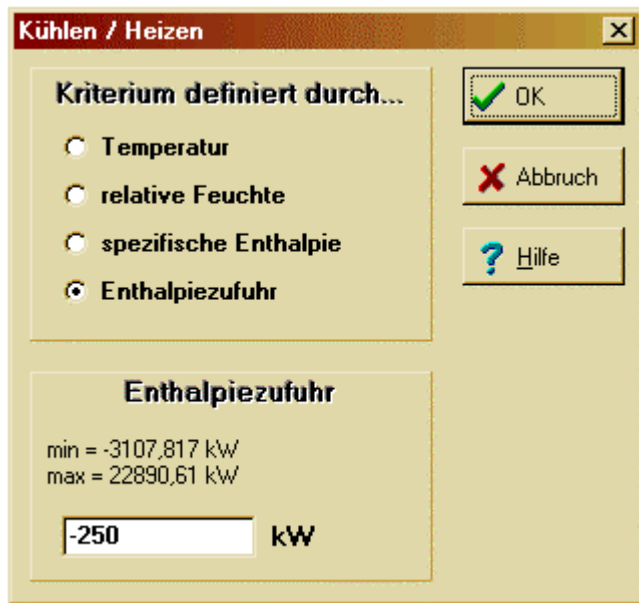 Kühlen / Heizen
Kriterium definiert durch...
Temperatur
relative Feuchte
spezifische Enthalpie
Enthalpiezufuhr
OK
Abbruch
Hilfe
Enthalpiezufuhr
min = -3107,817 kW
max = 22890,61 kW
-250 kW